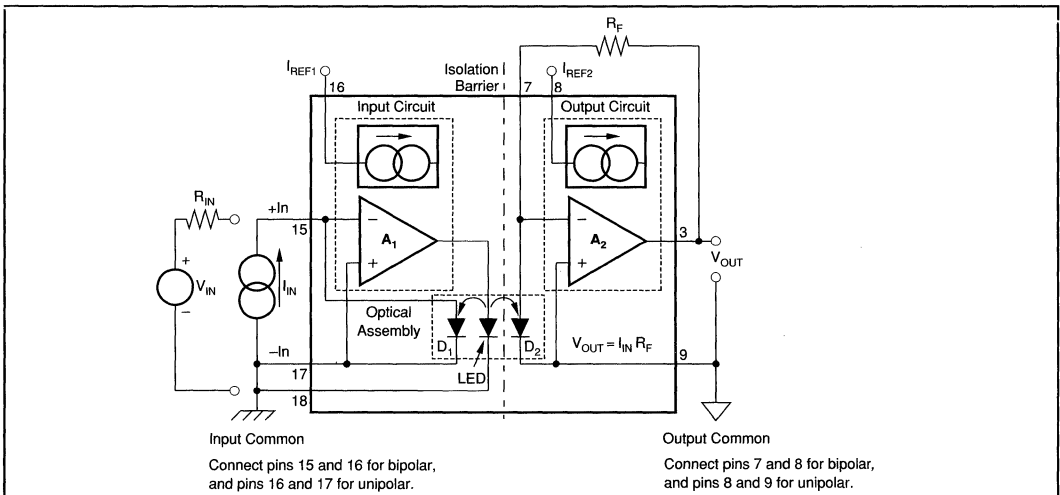 R_F
I_REF1
Isolation
Barrier
I_REF2
16
7
8
Input Circuit
Output Circuit
R_IN
+In
15
−
A_1
+
−
A_2
+
3
V_OUT
+
V_IN
−
I_IN
Optical
Assembly
D_1
D_2
V_OUT = I_IN R_F
–In
17
LED
9
18
Input Common
Output Common
Connect pins 15 and 16 for bipolar,
and pins 16 and 17 for unipolar.
Connect pins 7 and 8 for bipolar,
and pins 8 and 9 for unipolar.